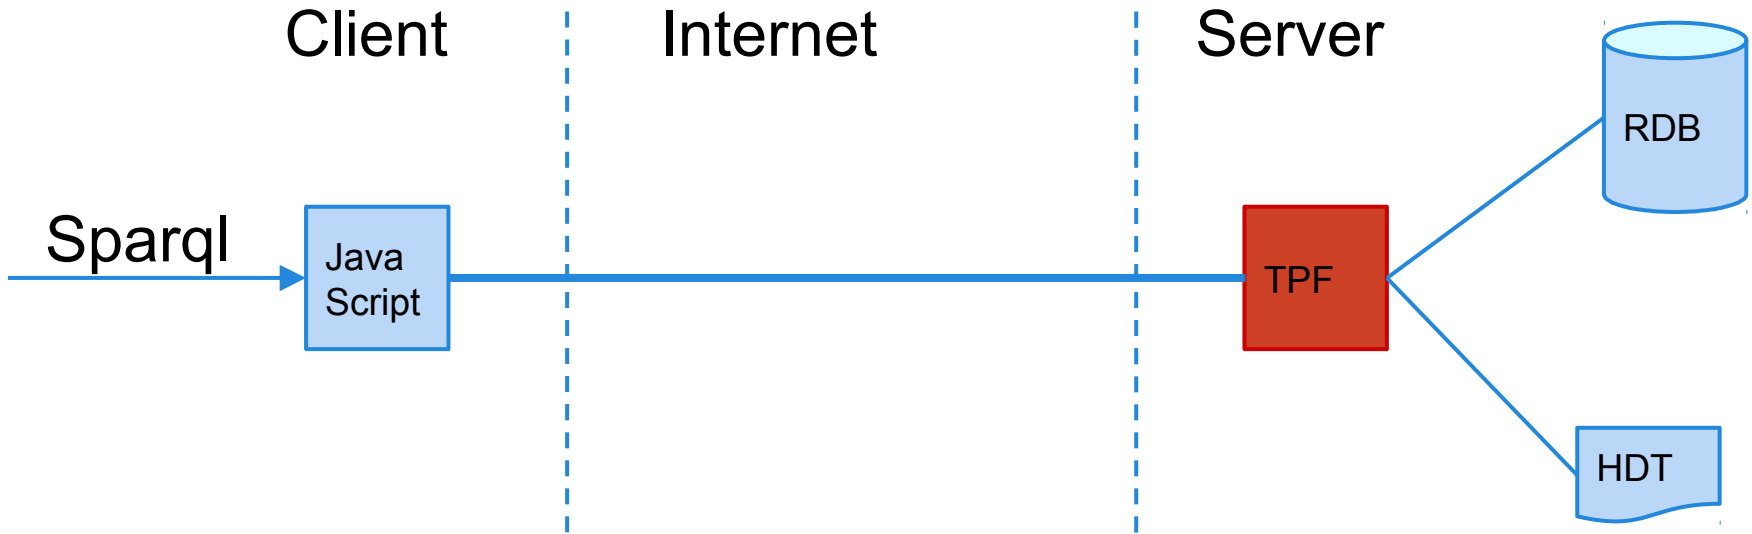 Client
Internet
Server
RDB
Sparql
Java
Script
TPF
HDT